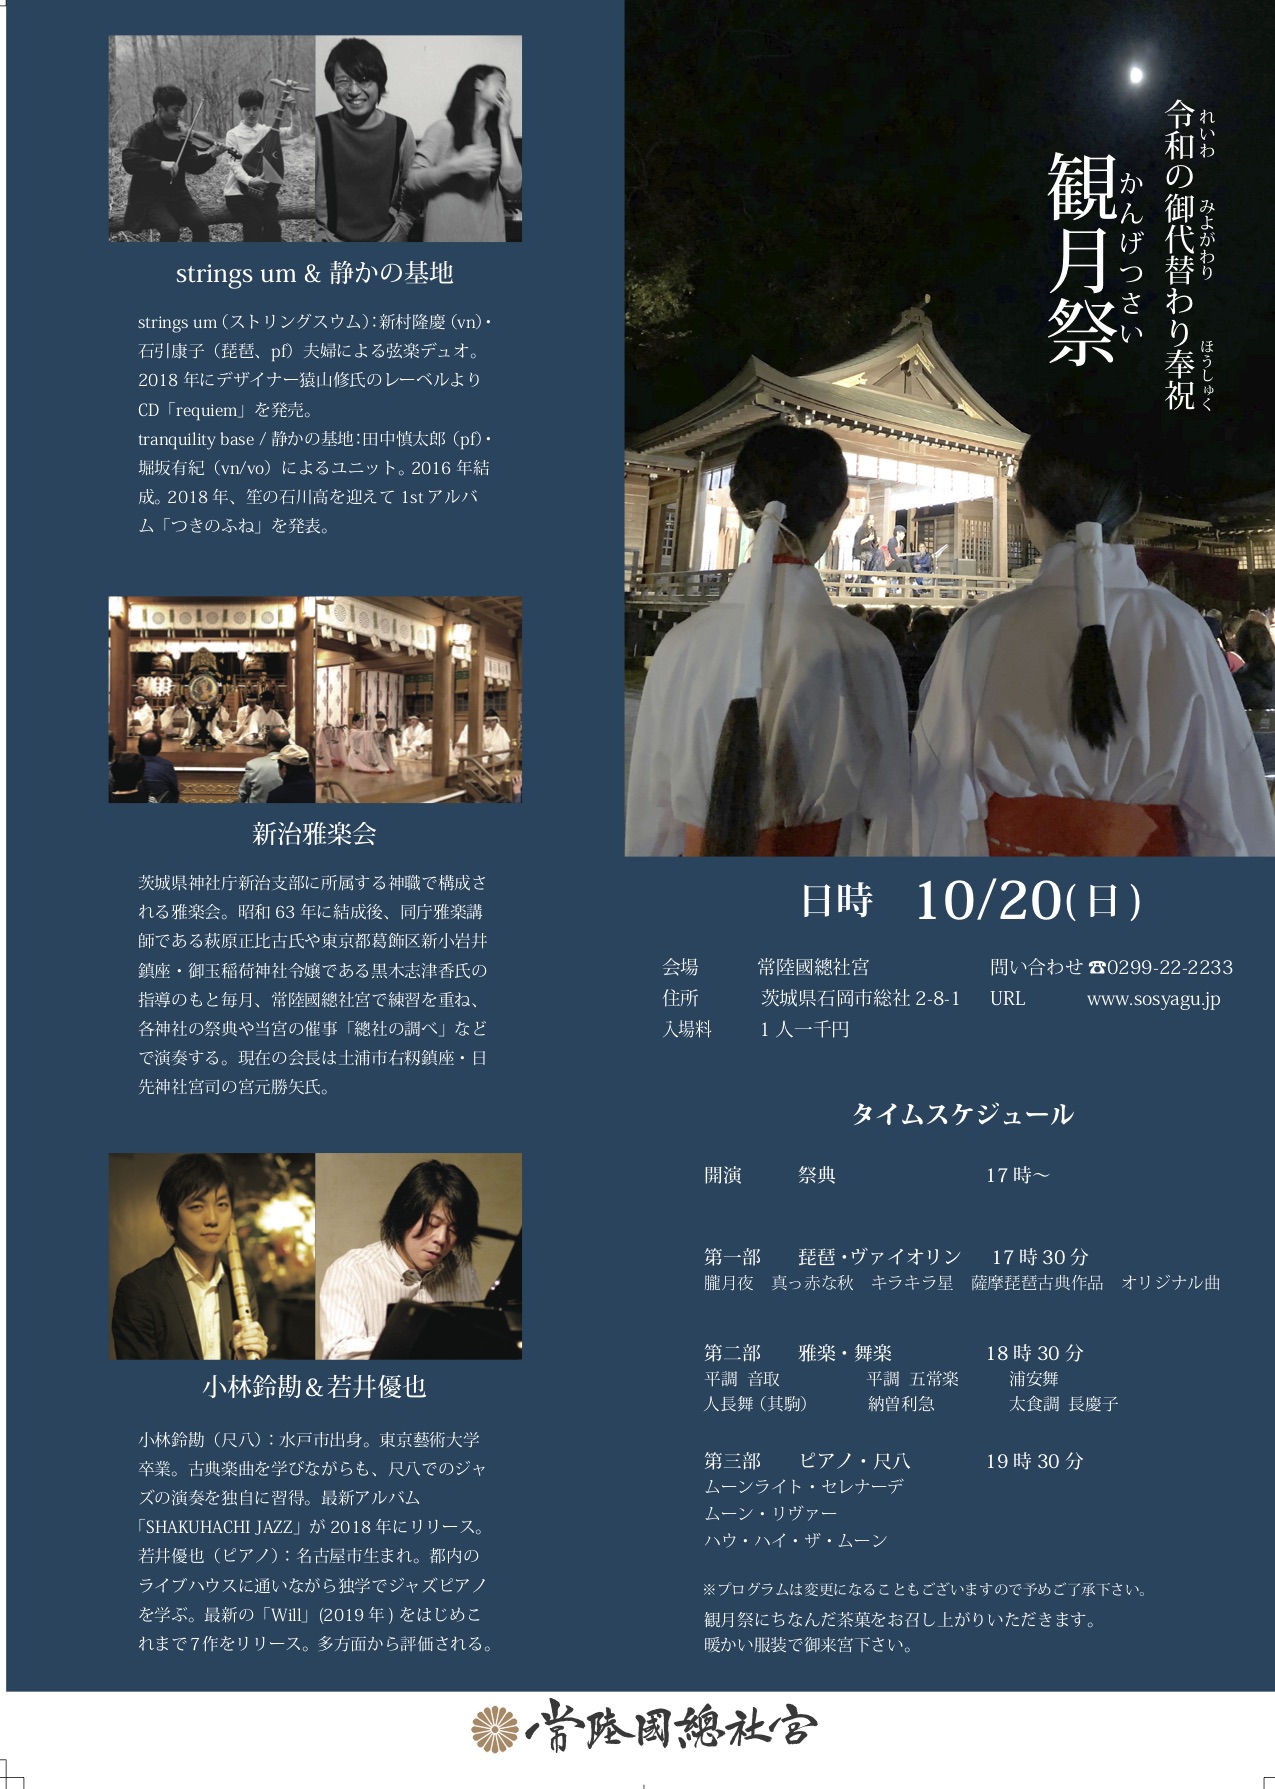 令和の御代替わり奉祝
れいわ みよがわり ほうしゅく
観月祭
かんげつさい
strings um & 静かの基地
strings um（ストリングスウム）：新村隆慶（vn）・
石引康子（琵琶、pf）夫婦による弦楽デュオ。
2018 年にデザイナー猿山修氏のレーベルより
CD「requiem」を発売。
tranquility base / 静かの基地：田中慎太郎（pf）・
堀坂有紀（vn/vo）によるユニット。2016 年結
成。2018 年、笙の石川高を迎えて 1st アルバ
ム「つきのふね」を発表。
新治雅楽会
茨城県神社庁新治支部に所属する神職で構成さ
れる雅楽会。昭和 63 年に結成後、同庁雅楽講
師である萩原正比古氏や東京都葛飾区新小岩井
鎮座・御玉稲荷神社令嬢である黒木志津香氏の
指導のもと毎月、常陸國總社宮で練習を重ね、
各神社の祭典や当宮の催事「總社の調べ」など
で演奏する。現在の会長は土浦市右籾鎮座・日
先神社宮司の宮元勝矢氏。
小林鈴勘＆若井優也
小林鈴勘（尺八）：水戸市出身。東京藝術大学
卒業。古典楽曲を学びながらも、尺八でのジャ
ズの演奏を独自に習得。最新アルバム
「SHAKUHACHI JAZZ」が 2018 年にリリース。
若井優也（ピアノ）：名古屋市生まれ。都内の
ライブハウスに通いながら独学でジャズピアノ
を学ぶ。最新の「Will」(2019 年 ) をはじめこ
れまで７作をリリース。多方面から評価される。
日時 10/20( 日 )
会場 常陸國總社宮 問い合わせ ☎0299-22-2233
住所 茨城県石岡市総社 2-8-1 URL www.sosyagu.jp
入場料 1 人一千円
タイムスケジュール
開演 祭典 17 時～
第一部 琵琶・ヴァイオリン 17 時 30 分
朧月夜 真っ赤な秋 キラキラ星 薩摩琵琶古典作品 オリジナル曲
第二部 雅楽・舞楽 18 時 30 分
平調 音取 平調 五常楽 浦安舞
人長舞（其駒） 納曽利急 太食調 長慶子
第三部 ピアノ・尺八 19 時 30 分
ムーンライト・セレナーデ
ムーン・リヴァー
ハウ・ハイ・ザ・ムーン
※プログラムは変更になることもございますので予めご了承下さい。
観月祭にちなんだ茶菓をお召し上がりいただきます。
暖かい服装で御来宮下さい。
常陸國總社宮